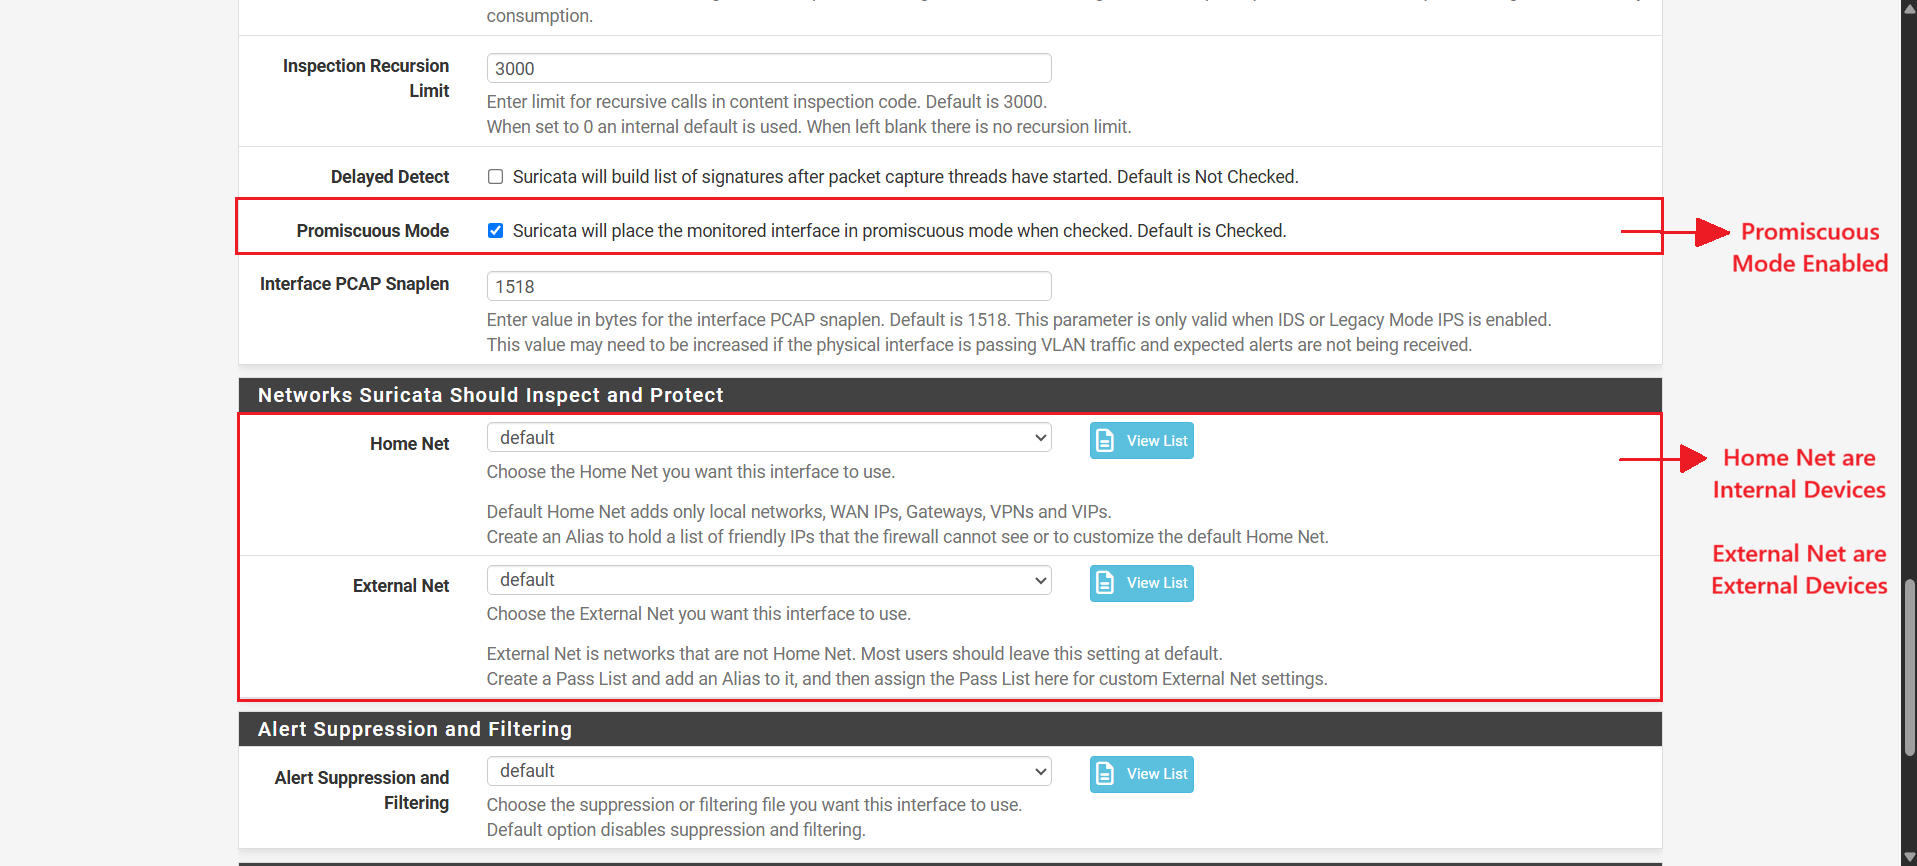 consumption.
Inspection Recursion
Limit
3000
Enter limit for recursive calls in content inspection code. Default is 3000.
When set to 0 an internal default is used. When left blank there is no recursion limit.
Delayed Detect
Suricata will build list of signatures after packet capture threads have started. Default is Not Checked.
Promiscuous Mode
Suricata will place the monitored interface in promiscuous mode when checked. Default is Checked.
Promiscuous
Mode Enabled
Interface PCAP Snaplen
1518
Enter value in bytes for the interface PCAP snaplen. Default is 1518. This parameter is only valid when IDS or Legacy Mode IPS is enabled.
This value may need to be increased if the physical interface is passing VLAN traffic and expected alerts are not being received.
Networks Suricata Should Inspect and Protect
Home Net
default
View List
Choose the Home Net you want this interface to use.
Default Home Net adds only local networks, WAN IPs, Gateways, VPNs and VIPs.
Create an Alias to hold a list of friendly IPs that the firewall cannot see or to customize the default Home Net.
Home Net are
Internal Devices
External Net are
External Devices
External Net
default
View List
Choose the External Net you want this interface to use.
External Net is networks that are not Home Net. Most users should leave this setting at default.
Create a Pass List and add an Alias to it, and then assign the Pass List here for custom External Net settings.
Alert Suppression and Filtering
Alert Suppression and
Filtering
default
View List
Choose the suppression or filtering file you want this interface to use.
Default option disables suppression and filtering.